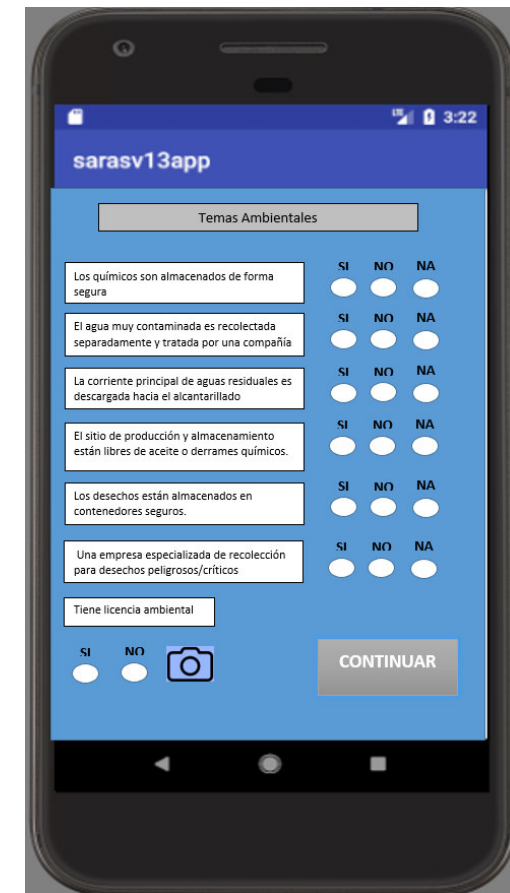 LTE 3:22
sarasv13app
Temas Ambientales
SI NO NA
Los químicos son almacenados de forma
segura
SI NO NA
El agua muy contaminada es recolectada
separadamente y tratada por una compañía
SI NO NA
La corriente principal de aguas residuales es
descargada hacia el alcantarillado
SI NO NA
El sitio de producción y almacenamiento
están libres de aceite o derrames químicos.
SI NO NA
Los desechos están almacenados en
contenedores seguros.
SI NO NA
Una empresa especializada de recolección
para desechos peligrosos/críticos
Tiene licencia ambiental
SI NO
CONTINUAR